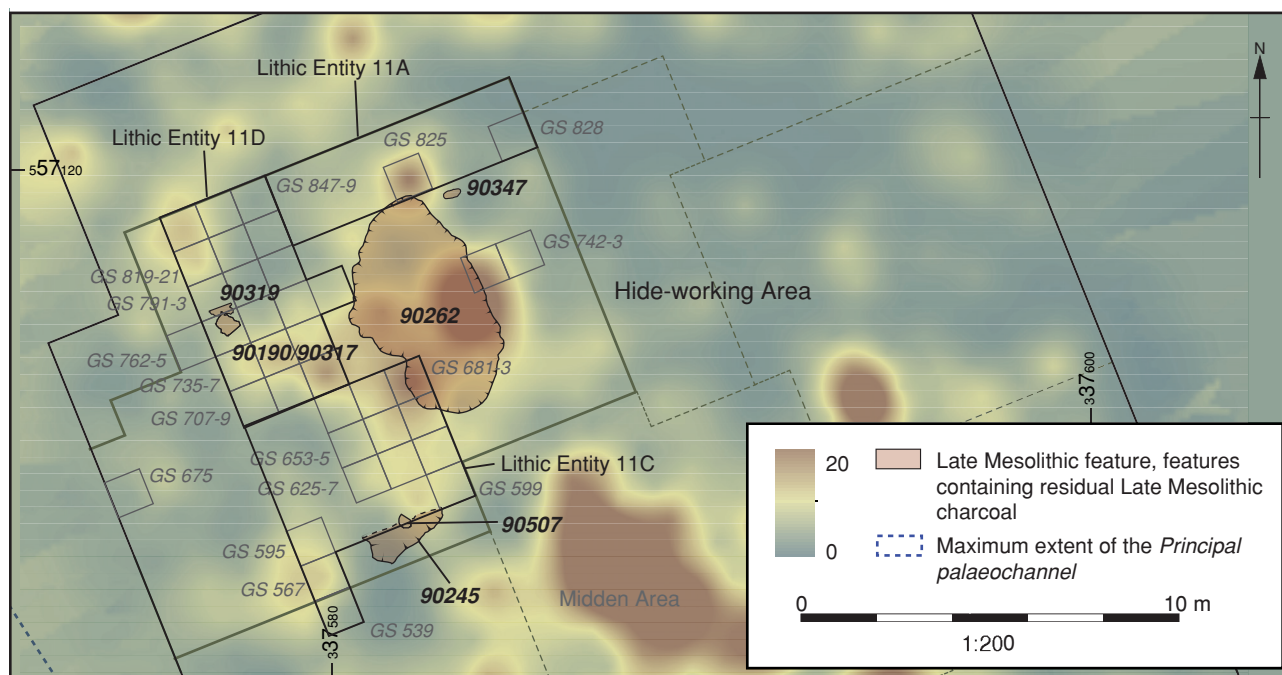 Lithic Entity 11A
N
Lithic Entity 11D
GS 825
GS 828
557120
GS 847-9
90347
GS 742-3
GS 819-21
90319
GS 791-3
Hide-working Area
90262
90190/90317
GS 762-5
GS 681-3
GS 735-7
337600
GS 707-9
GS 653-5
Lithic Entity 11C
GS 675
GS 625-7
GS 599
90507
GS 595
GS 567
90245
Midden Area
337580
GS 539
20
0
Late Mesolithic feature, features
containing residual Late Mesolithic
charcoal
Maximum extent of the Principal
palaeochannel
0 10 m
1:200